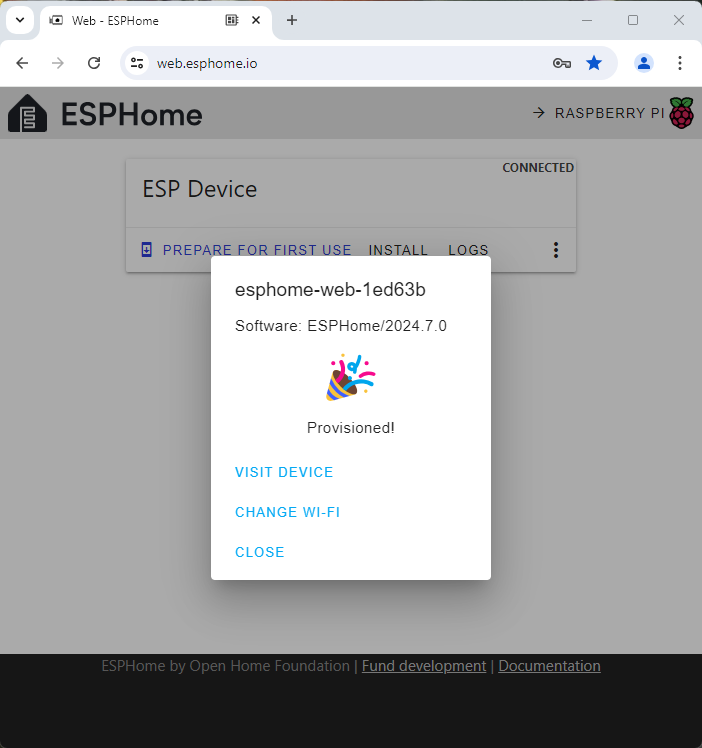 Web - ESPHome
web.esphome.io
ESPHome
RASPBERRY PI
CONNECTED
ESP Device
PREPARE FOR FIRST USE INSTALL LOGS
esphome-web-1ed63b
Software: ESPHome/2024.7.0
Provisioned!
VISIT DEVICE
CHANGE WI-FI
CLOSE
ESPHome by Open Home Foundation | Fund development | Documentation